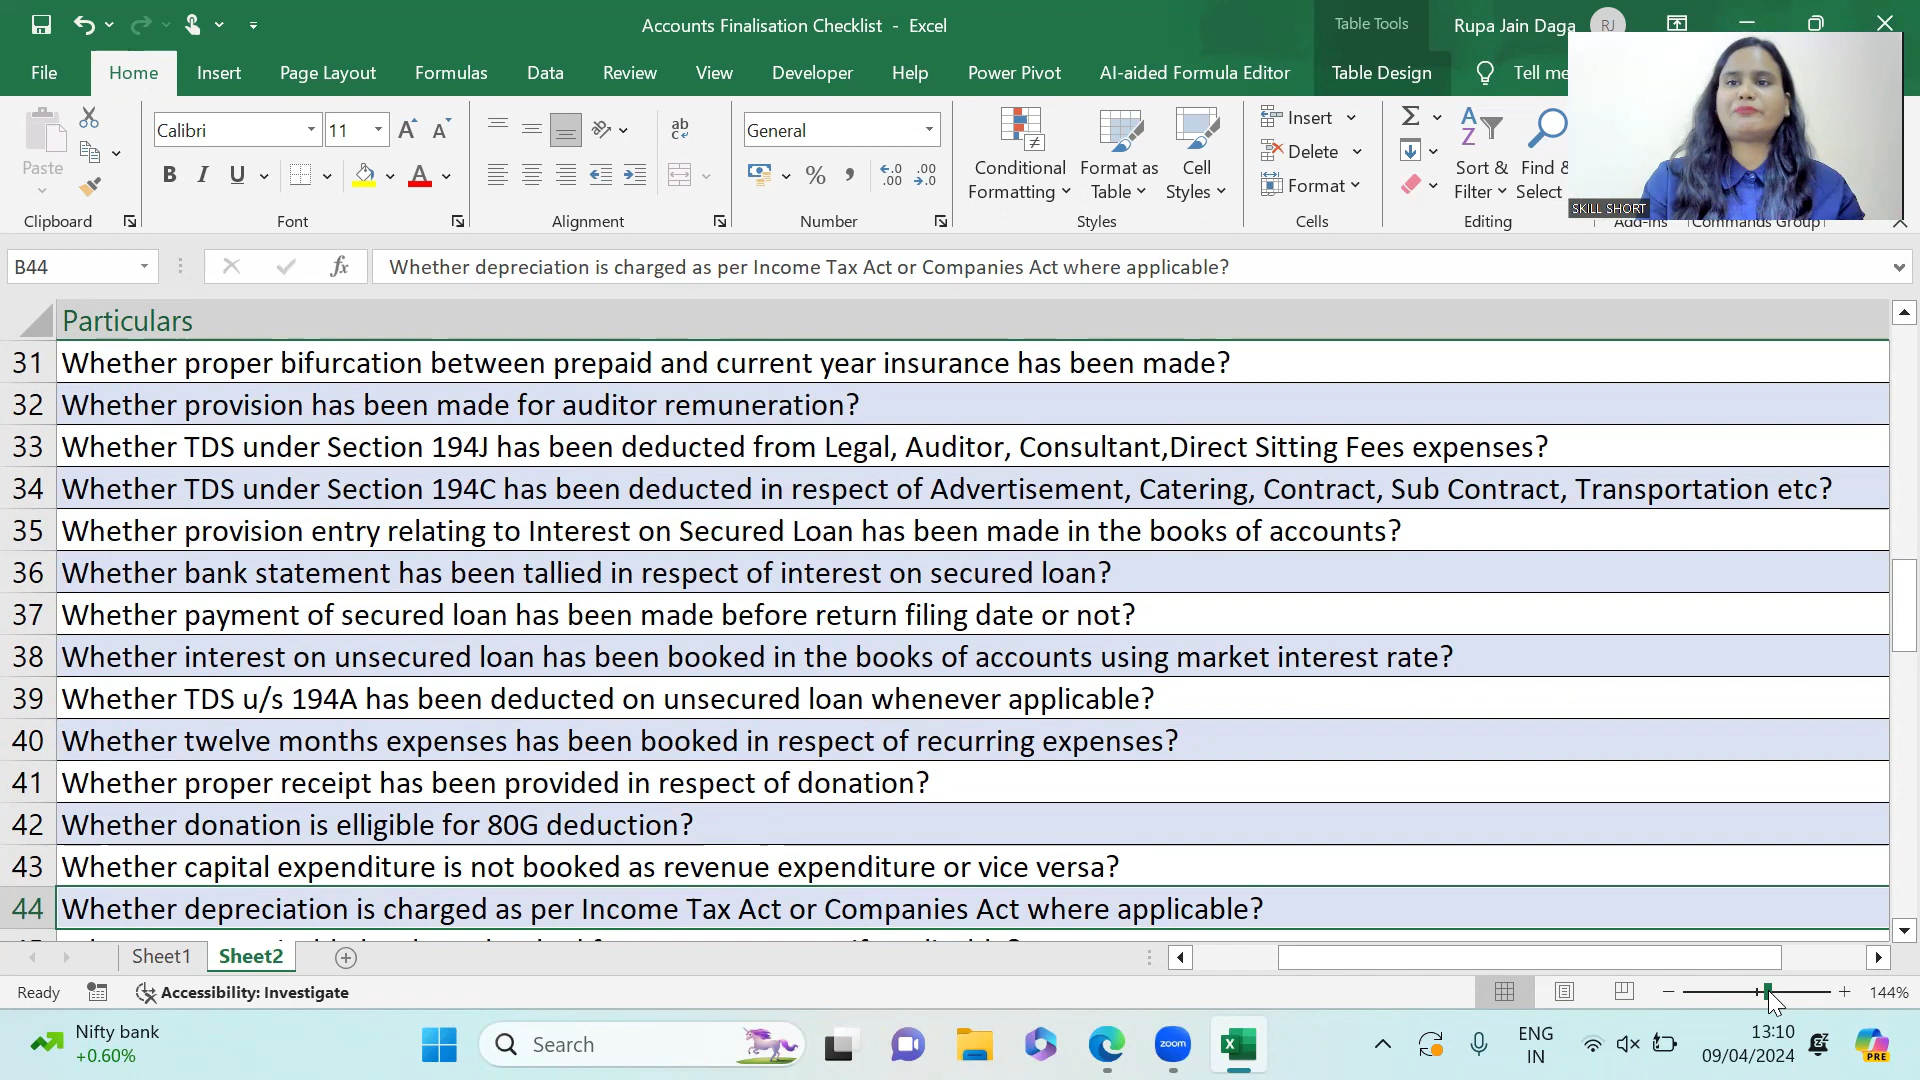 Accounts Finalisation Checklist - Excel
Table Tools
Rupa Jain Daga
RJ
File
Home
Insert
Page Layout
Formulas
Data
Review
View
Developer
Help
Power Pivot
AI-aided Formula Editor
Table Design
Tell me
Paste
Clipboard
Calibri
11
B I U
Font
ab
Alignment
General
Number
Conditional Formatting
Format as Table
Cell Styles
Styles
Insert
Delete
Format
Cells
Sort & Filter
Find & Select
Editing
Add-ins
Commands Group
SKILL SHORT
B44
fx
Whether depreciation is charged as per Income Tax Act or Companies Act where applicable?
Particulars
31 Whether proper bifurcation between prepaid and current year insurance has been made?
32 Whether provision has been made for auditor remuneration?
33 Whether TDS under Section 194J has been deducted from Legal, Auditor, Consultant,Direct Sitting Fees expenses?
34 Whether TDS under Section 194C has been deducted in respect of Advertisement, Catering, Contract, Sub Contract, Transportation etc?
35 Whether provision entry relating to Interest on Secured Loan has been made in the books of accounts?
36 Whether bank statement has been tallied in respect of interest on secured loan?
37 Whether payment of secured loan has been made before return filing date or not?
38 Whether interest on unsecured loan has been booked in the books of accounts using market interest rate?
39 Whether TDS u/s 194A has been deducted on unsecured loan whenever applicable?
40 Whether twelve months expenses has been booked in respect of recurring expenses?
41 Whether proper receipt has been provided in respect of donation?
42 Whether donation is elligible for 80G deduction?
43 Whether capital expenditure is not booked as revenue expenditure or vice versa?
44 Whether depreciation is charged as per Income Tax Act or Companies Act where applicable?
Sheet1
Sheet2
Ready
Accessibility: Investigate
144%
Nifty bank
+0.60%
Search
zoom
ENG
IN
13:10
09/04/2024
PRE